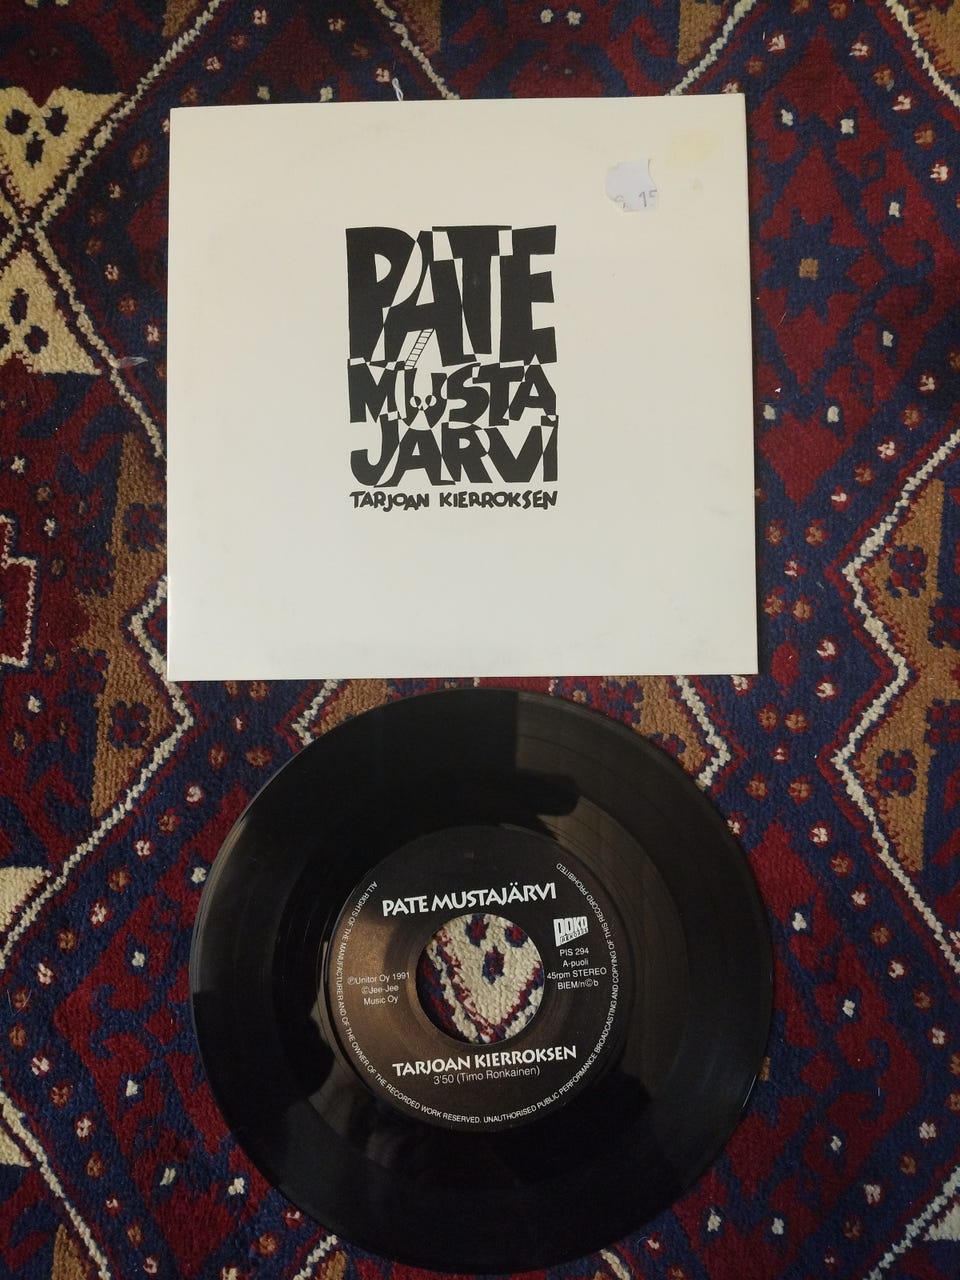 PATE
MUSTA
JÄRVI
TARJOAN KIERROKSEN
PATE MUSTAJÄRVI
POKO
PIS 294
A-puoli
45rpm STEREO
BIEM/n©b
℗Unitor Oy 1991
©Jee-Jee
Music Oy
TARJOAN KIERROKSEN
3'50 (Timo Ronkainen)
ALL RIGHTS OF THE MANUFACTURER AND OF THE OWNER OF THE RECORDED WORK RESERVED. UNAUTHORISED PUBLIC PERFORMANCE BROADCASTING AND COPYING OF THIS RECORD PROHIBITED